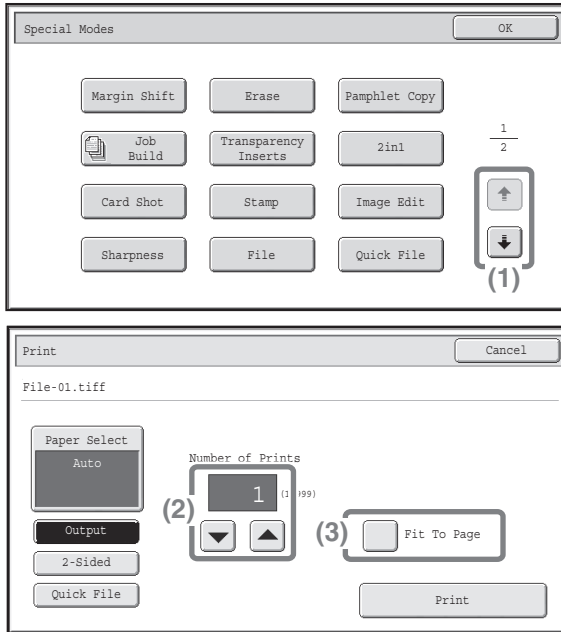 Special Modes
OK
Margin Shift
Erase
Pamphlet Copy
Job
Build
Transparency
Inserts
2in1
1
2
Card Shot
Stamp
Image Edit
Sharpness
File
Quick File
(1)
Print
Cancel
File-01.tiff
Paper Select
Auto
Number of Prints
1
999)
(2)
(3)
Fit To Page
Output
2-Sided
Quick File
Print